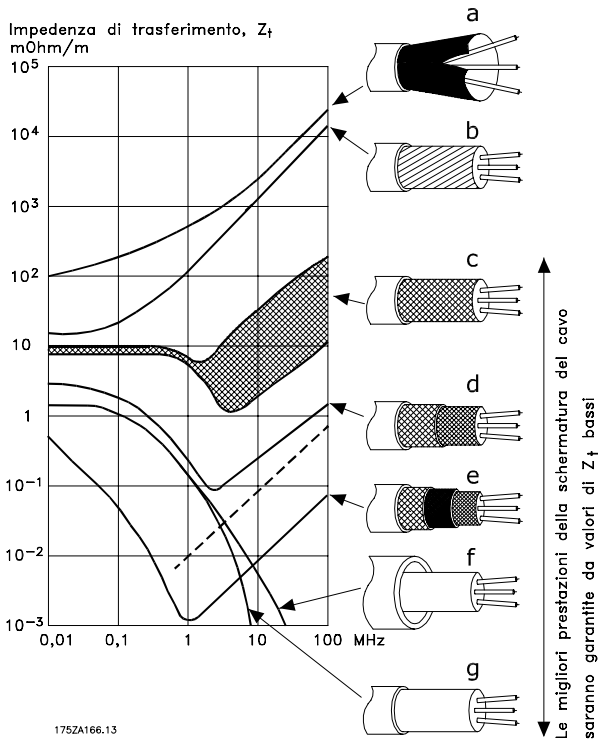 Impedenza di trasferimento, Zt
mOhm/m
10⁵
10⁴
10³
10²
10
1
10⁻¹
10⁻²
10⁻³
0,01 0,1 1 10 100 MHz
a
b
c
d
e
f
g
Le migliori prestazioni della schermatura del cavo
saranno garantite da valori di Zt bassi
175ZA166.13